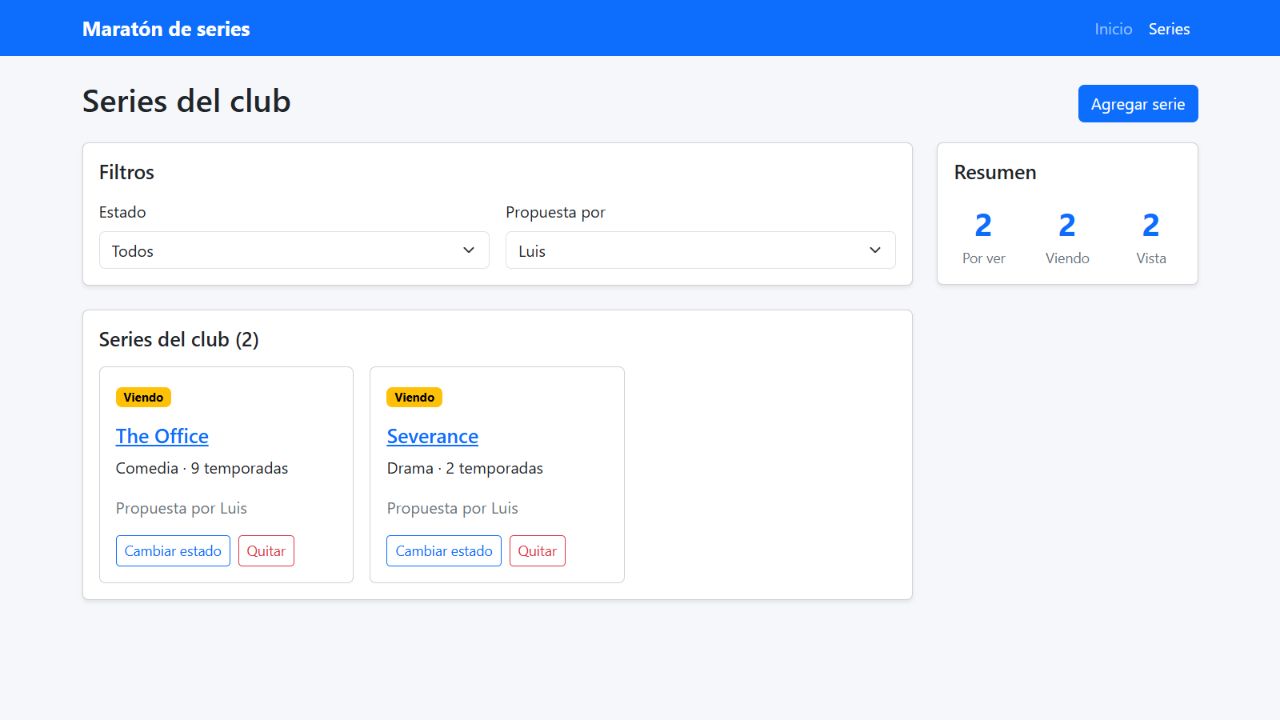 Maratón de series
Inicio Series
Series del club
Agregar serie
Filtros
Estado
Todos
Propuesta por
Luis
Resumen
2 2 2
Por ver Viendo Vista
Series del club (2)
Viendo
The Office
Comedia · 9 temporadas
Propuesta por Luis
Cambiar estado Quitar
Viendo
Severance
Drama · 2 temporadas
Propuesta por Luis
Cambiar estado Quitar